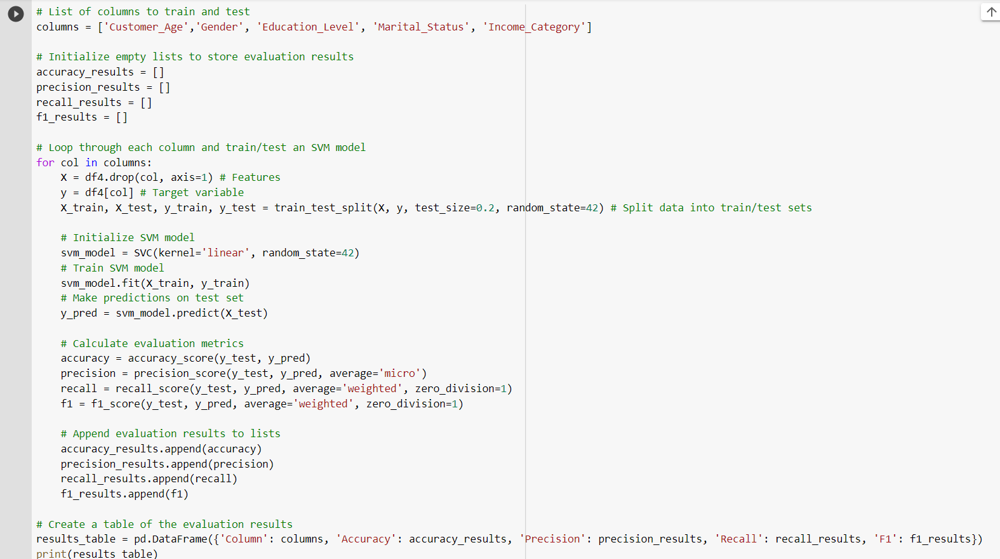 # List of columns to train and test
columns = ['Customer_Age','Gender', 'Education_Level', 'Marital_Status', 'Income_Category']
# Initialize empty lists to store evaluation results
accuracy_results = []
precision_results = []
recall_results = []
f1_results = []
# Loop through each column and train/test an SVM model
for col in columns:
    X = df4.drop(col, axis=1) # Features
    y = df4[col] # Target variable
    X_train, X_test, y_train, y_test = train_test_split(X, y, test_size=0.2, random_state=42) # Split data into train/test sets
    # Initialize SVM model
    svm_model = SVC(kernel='linear', random_state=42)
    # Train SVM model
    svm_model.fit(X_train, y_train)
    # Make predictions on test set
    y_pred = svm_model.predict(X_test)
    # Calculate evaluation metrics
    accuracy = accuracy_score(y_test, y_pred)
    precision = precision_score(y_test, y_pred, average='micro')
    recall = recall_score(y_test, y_pred, average='weighted', zero_division=1)
    f1 = f1_score(y_test, y_pred, average='weighted', zero_division=1)
    # Append evaluation results to lists
    accuracy_results.append(accuracy)
    precision_results.append(precision)
    recall_results.append(recall)
    f1_results.append(f1)
# Create a table of the evaluation results
results_table = pd.DataFrame({'Column': columns, 'Accuracy': accuracy_results, 'Precision': precision_results, 'Recall': recall_results, 'F1': f1_results})
print(results_table)